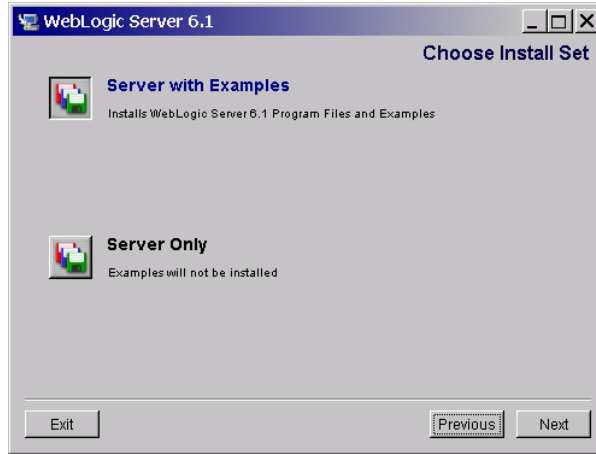 WebLogic Server 6.1
Choose Install Set
Server with Examples
Installs WebLogic Server 6.1 Program Files and Examples
Server Only
Examples will not be installed
Exit
Previous
Next